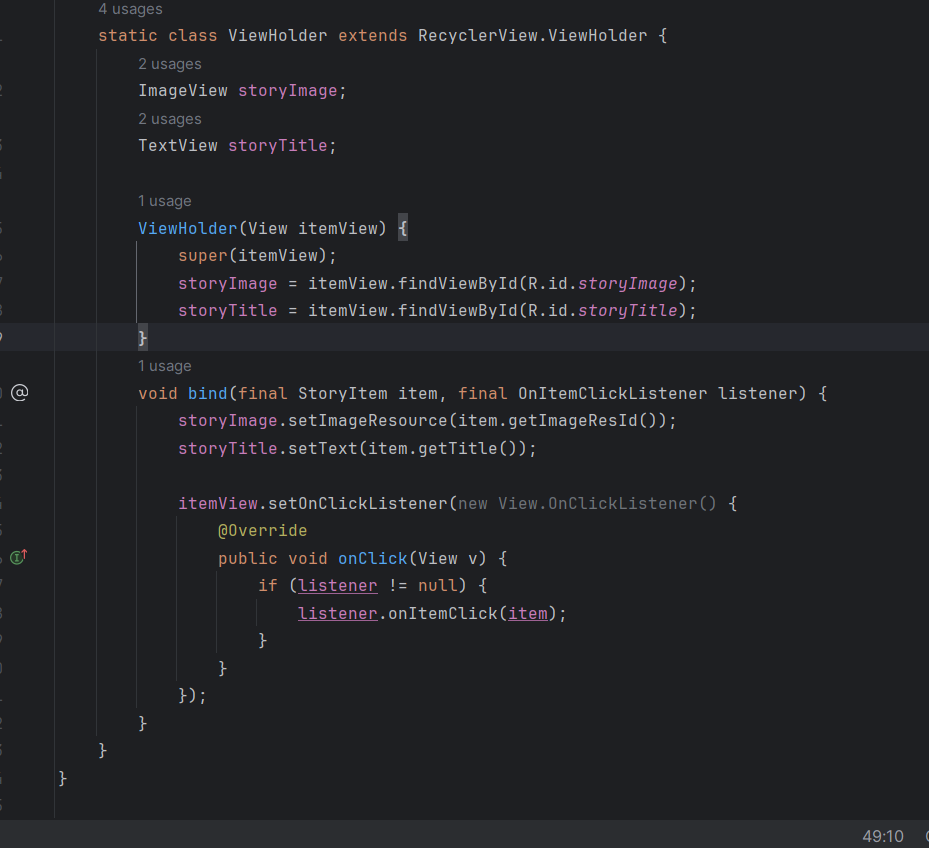 4 usages
static class ViewHolder extends RecyclerView.ViewHolder {
2 usages
ImageView storyImage;
2 usages
TextView storyTitle;
1 usage
ViewHolder(View itemView) {
super(itemView);
storyImage = itemView.findViewById(R.id.storyImage);
storyTitle = itemView.findViewById(R.id.storyTitle);
}
1 usage
void bind(final StoryItem item, final OnItemClickListener listener) {
storyImage.setImageResource(item.getImageResId());
storyTitle.setText(item.getTitle());
itemView.setOnClickListener(new View.OnClickListener() {
@Override
public void onClick(View v) {
if (listener != null) {
listener.onItemClick(item);
}
}
});
}
}
}
49:10